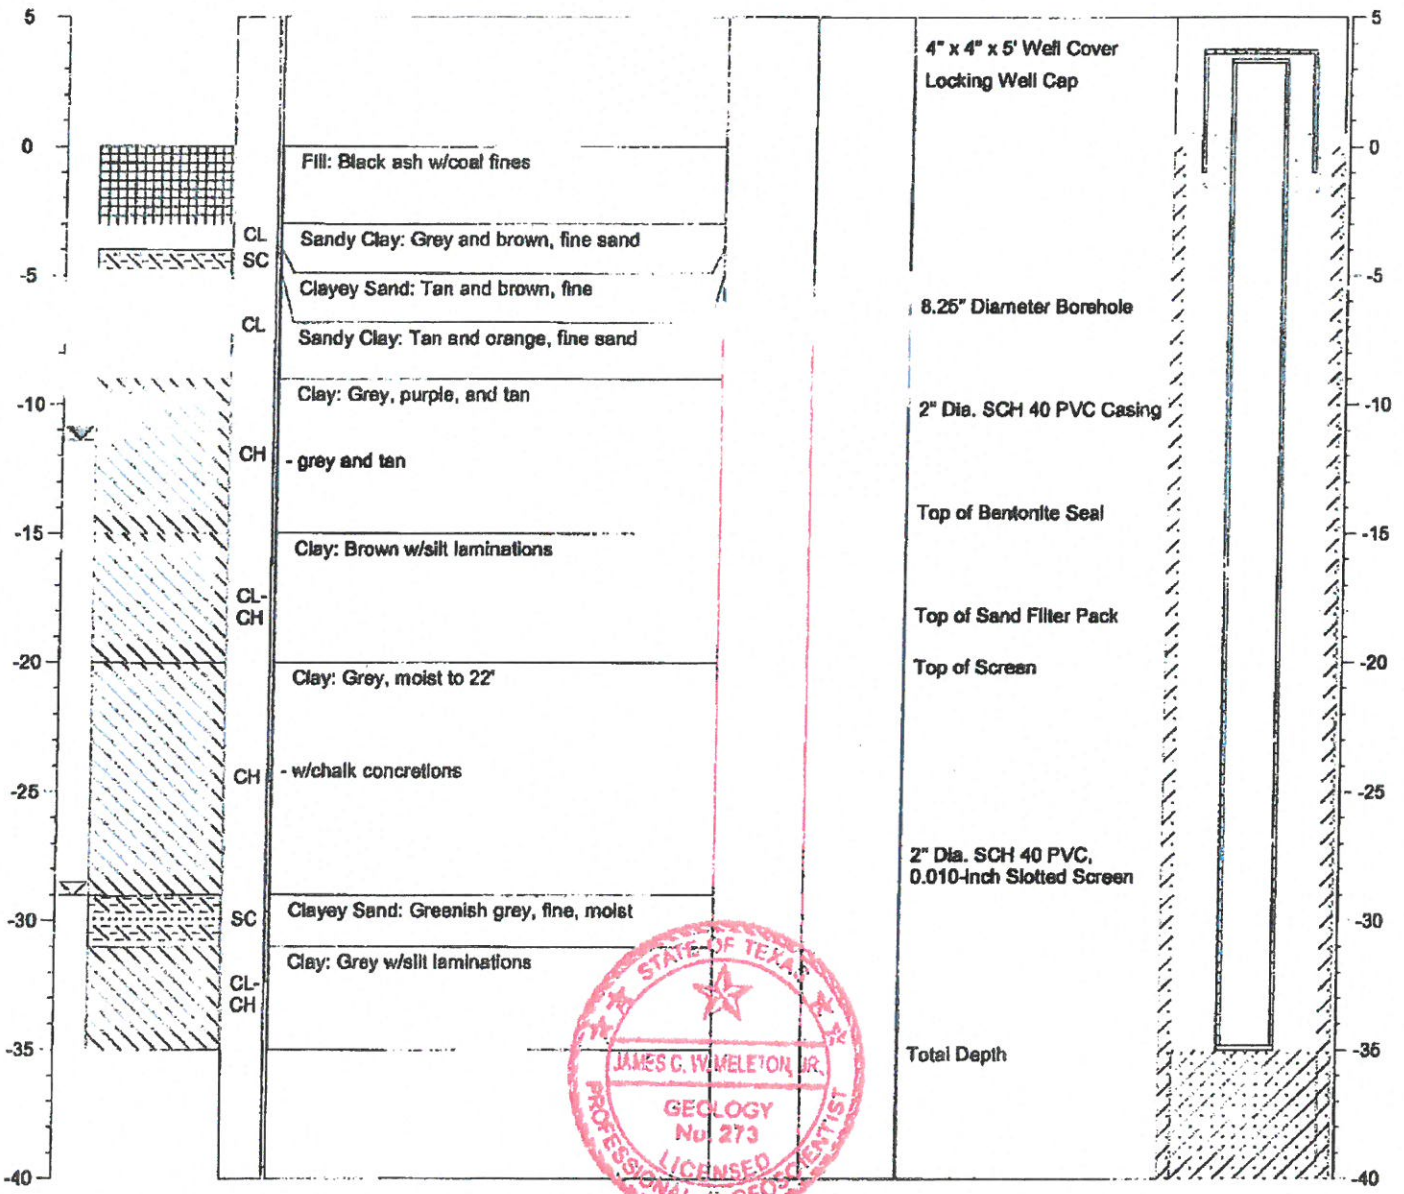 5
0
-5
-10
-15
-20
-25
-30
-35
-40
CL
SC
CL
CH
CL-
CH
CH
SC
CL-
CH
Fill: Black ash w/coal fines
Sandy Clay: Grey and brown, fine sand
Clayey Sand: Tan and brown, fine
Sandy Clay: Tan and orange, fine sand
Clay: Grey, purple, and tan
- grey and tan
Clay: Brown w/silt laminations
Clay: Grey, moist to 22'
- w/chalk concretions
Clayey Sand: Greenish grey, fine, moist
Clay: Grey w/silt laminations
4" x 4" x 5' Well Cover
Locking Well Cap
8.25" Diameter Borehole
2" Dia. SCH 40 PVC Casing
Top of Bentonite Seal
Top of Sand Filter Pack
Top of Screen
2" Dia. SCH 40 PVC,
0.010-inch Slotted Screen
Total Depth
5
0
-5
-10
-15
-20
-25
-30
-35
-40
STATE OF TEXAS
JAMES C. W. MELETON, JR.
GEOLOGY
No. 273
LICENSED
PROFESSIONAL GEOSCIENTIST